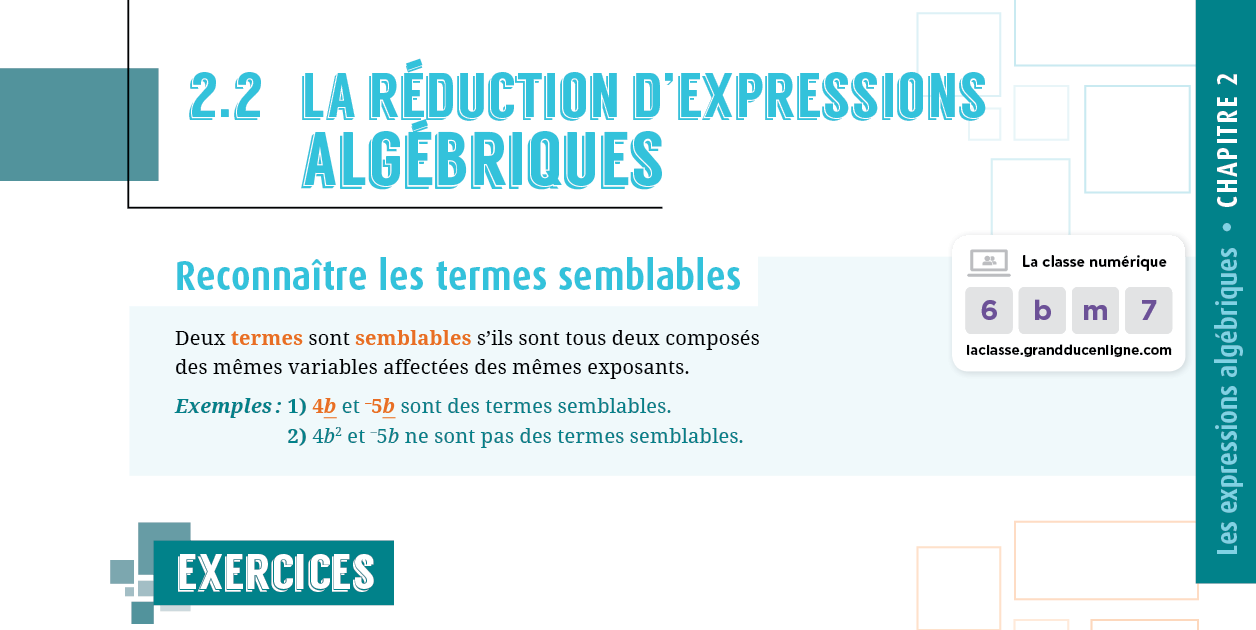 2.2 LA RÉDUCTION D'EXPRESSIONS
ALGÉBRIQUES
Reconnaître les termes semblables
Deux termes sont semblables s'ils sont tous deux composés
des mêmes variables affectées des mêmes exposants.
Exemples : 1) 4b et ⁻5b sont des termes semblables.
2) 4b² et ⁻5b ne sont pas des termes semblables.
La classe numérique
6 b m 7
laclasse.grandducenligne.com
Les expressions algébriques • CHAPITRE 2
EXERCICES